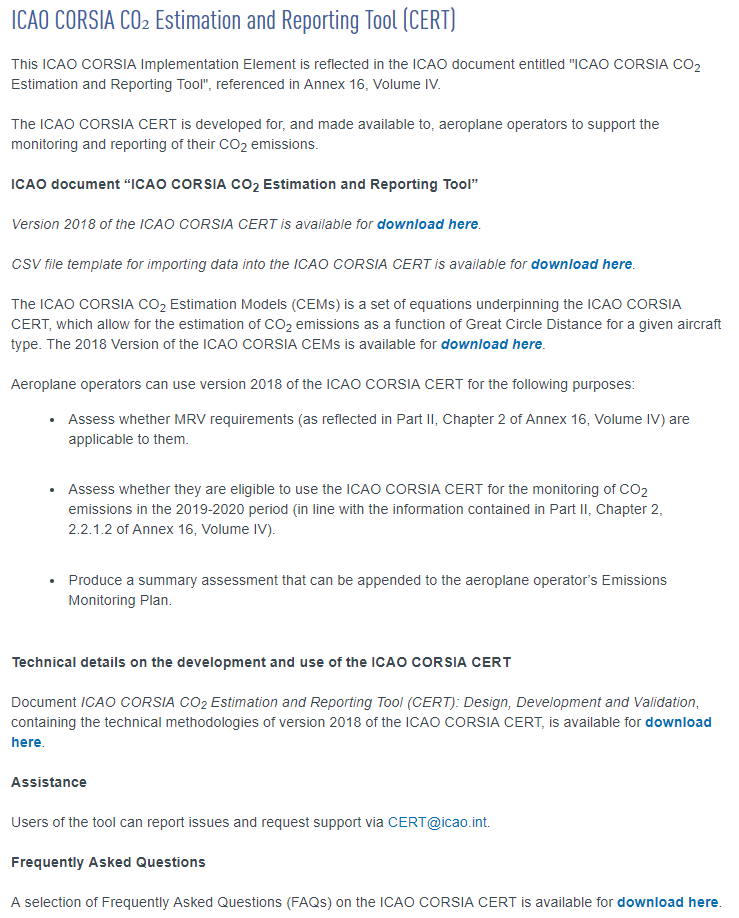 ICAO CORSIA CO₂ Estimation and Reporting Tool (CERT)
This ICAO CORSIA Implementation Element is reflected in the ICAO document entitled "ICAO CORSIA CO₂
Estimation and Reporting Tool", referenced in Annex 16, Volume IV.
The ICAO CORSIA CERT is developed for, and made available to, aeroplane operators to support the
monitoring and reporting of their CO₂ emissions.
ICAO document “ICAO CORSIA CO₂ Estimation and Reporting Tool”
Version 2018 of the ICAO CORSIA CERT is available for download here.
CSV file template for importing data into the ICAO CORSIA CERT is available for download here.
The ICAO CORSIA CO₂ Estimation Models (CEMs) is a set of equations underpinning the ICAO CORSIA
CERT, which allow for the estimation of CO₂ emissions as a function of Great Circle Distance for a given aircraft
type. The 2018 Version of the ICAO CORSIA CEMs is available for download here.
Aeroplane operators can use version 2018 of the ICAO CORSIA CERT for the following purposes:
• Assess whether MRV requirements (as reflected in Part II, Chapter 2 of Annex 16, Volume IV) are
applicable to them.
• Assess whether they are eligible to use the ICAO CORSIA CERT for the monitoring of CO₂
emissions in the 2019-2020 period (in line with the information contained in Part II, Chapter 2,
2.2.1.2 of Annex 16, Volume IV).
• Produce a summary assessment that can be appended to the aeroplane operator’s Emissions
Monitoring Plan.
Technical details on the development and use of the ICAO CORSIA CERT
Document ICAO CORSIA CO₂ Estimation and Reporting Tool (CERT): Design, Development and Validation,
containing the technical methodologies of version 2018 of the ICAO CORSIA CERT, is available for download
here.
Assistance
Users of the tool can report issues and request support via CERT@icao.int.
Frequently Asked Questions
A selection of Frequently Asked Questions (FAQs) on the ICAO CORSIA CERT is available for download here.